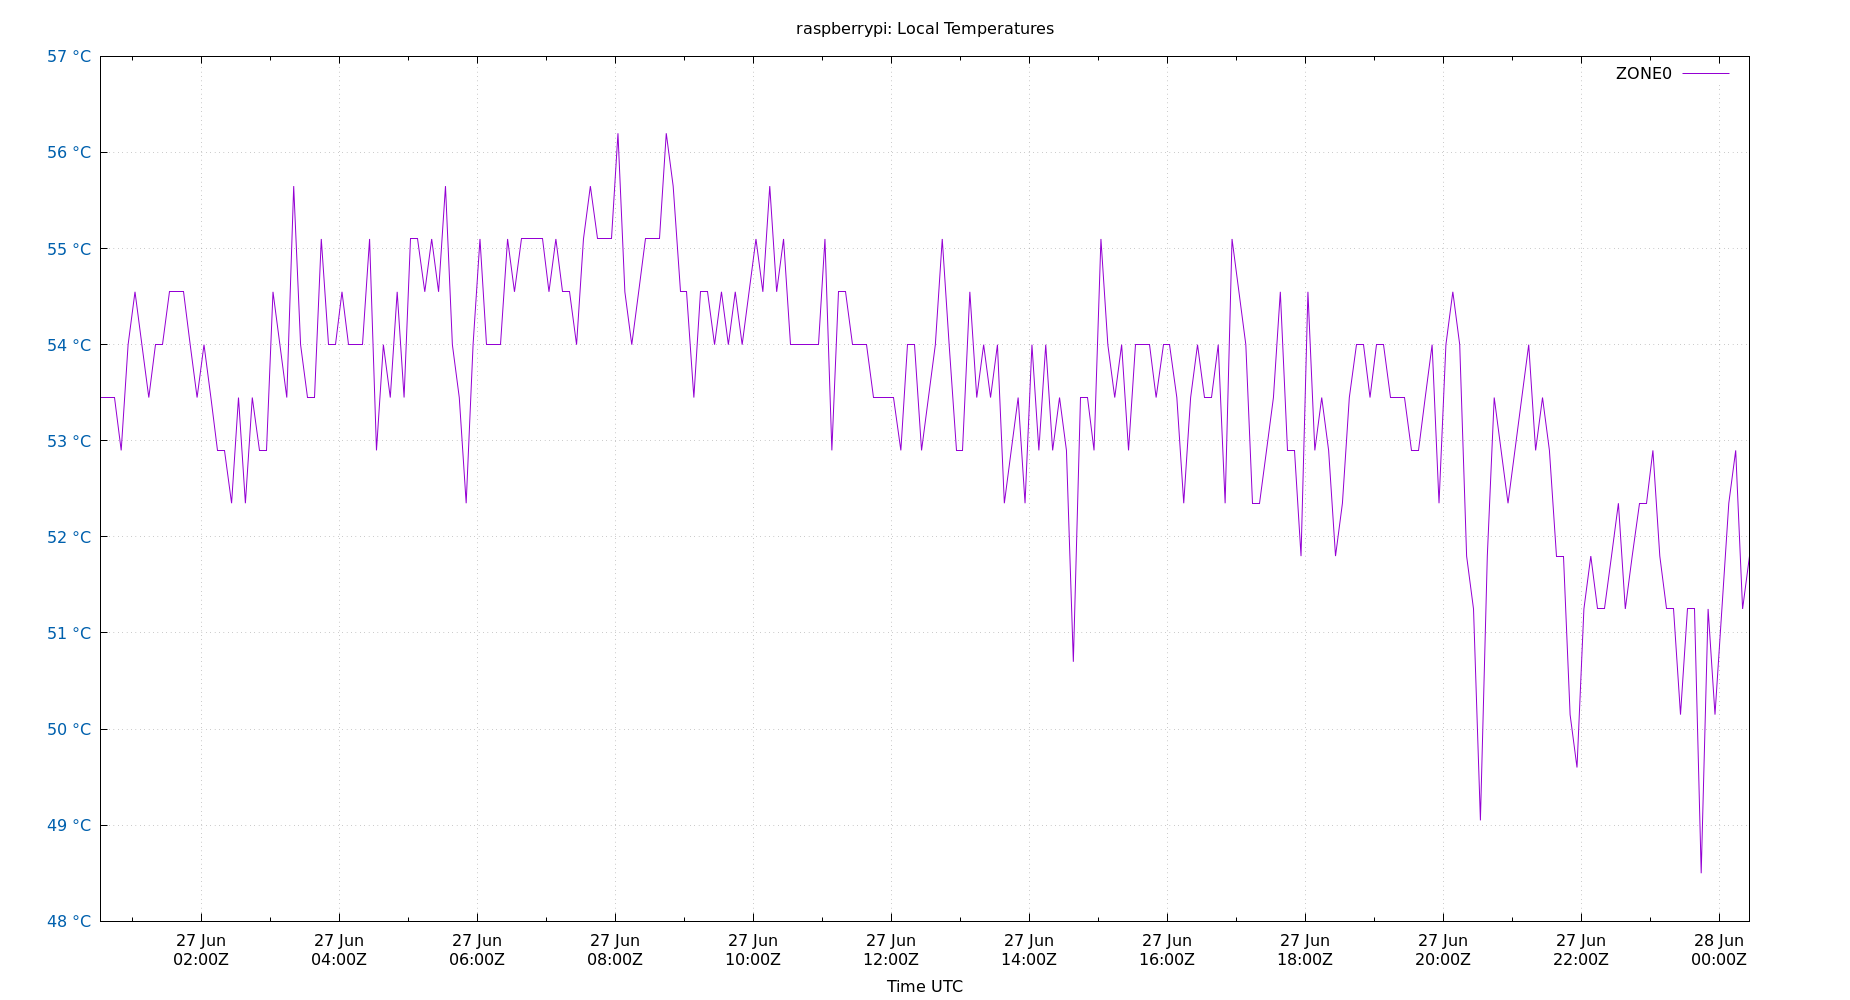 raspberrypi: Local Temperatures
57 °C
ZONE0
56 °C
55 °C
54 °C
53 °C
52 °C
51 °C
50 °C
49 °C
48 °C
27 Jun 27 Jun 27 Jun 27 Jun 27 Jun 27 Jun 27 Jun 27 Jun 27 Jun 27 Jun 27 Jun 28 Jun
02:00Z 04:00Z 06:00Z 08:00Z 10:00Z 12:00Z 14:00Z 16:00Z 18:00Z 20:00Z 22:00Z 00:00Z
Time UTC